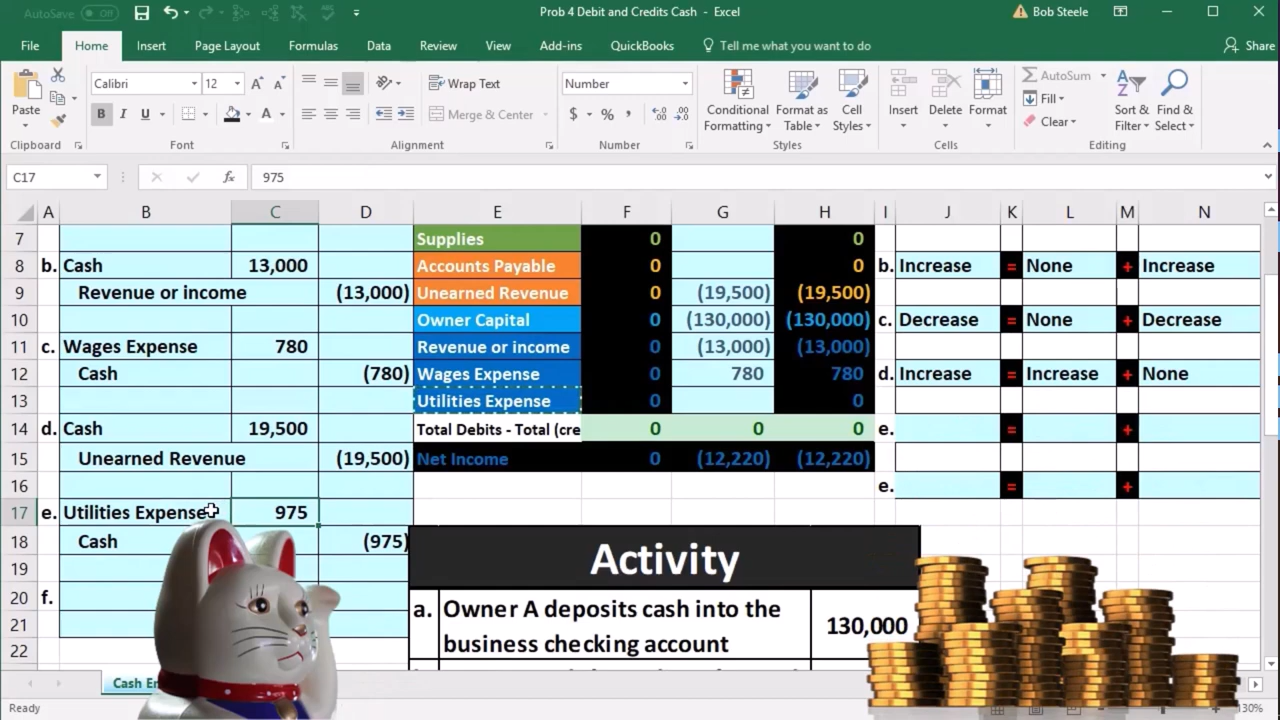 AutoSave Off Prob 4 Debit and Credits Cash - Excel Bob Steele
File Home Insert Page Layout Formulas Data Review View Add-ins QuickBooks Tell me what you want to do Share
Paste Calibri 12 A A Wrap Text Number Conditional Formatting Format as Table Cell Styles Insert Delete Format AutoSum Sort & Filter Find & Select
B I U A Merge & Center $ % , Fill
Clear
Clipboard Font Alignment Number Styles Cells Editing
C17 fx 975
A B C D E F G H I J K L M N
7 Supplies 0 0
8 b. Cash 13,000 Accounts Payable 0 0 b. Increase = None + Increase
9 Revenue or income (13,000) Unearned Revenue 0 (19,500) (19,500)
10 Owner Capital 0 (130,000) (130,000) c. Decrease = None + Decrease
11 c. Wages Expense 780 Revenue or income 0 (13,000) (13,000)
12 Cash (780) Wages Expense 0 780 780 d. Increase = Increase + None
13 Utilities Expense 0 0
14 d. Cash 19,500 Total Debits - Total (cre 0 0 0 e. = +
15 Unearned Revenue (19,500) Net Income 0 (12,220) (12,220)
16 e. = +
17 e. Utilities Expense 975
18 Cash (975)
19
20 f.
21
22
Activity
a. Owner A deposits cash into the
business checking account 130,000
Cash En
Ready 130%